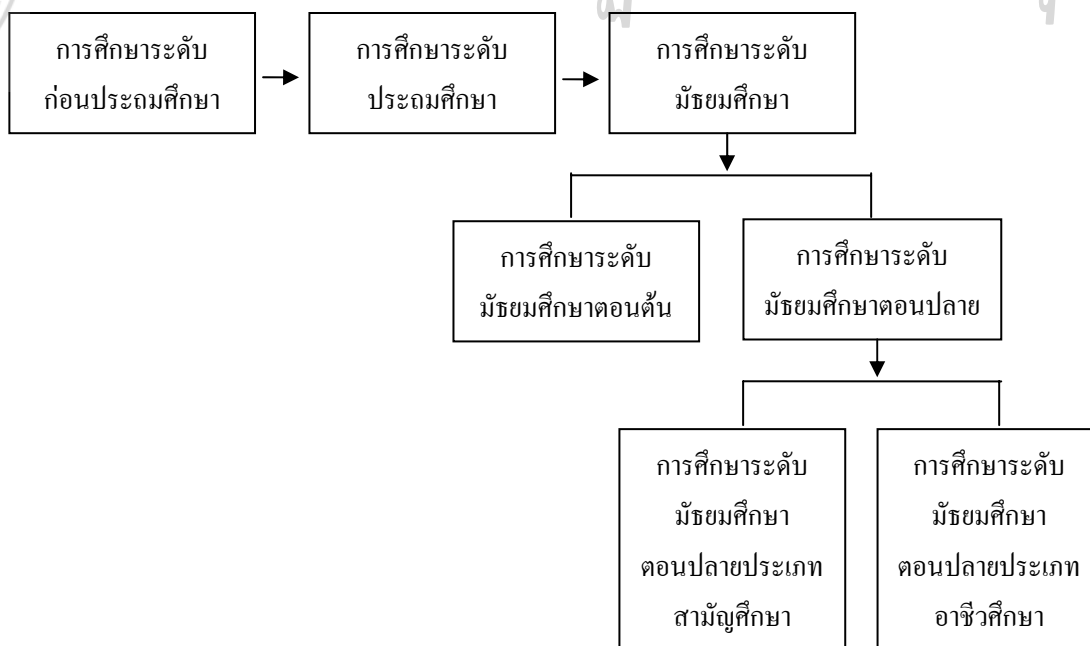 การศึกษาระดับ
ก่อนประถมศึกษา
การศึกษาระดับ
ประถมศึกษา
การศึกษาระดับ
มัธยมศึกษา
การศึกษาระดับ
มัธยมศึกษาตอนต้น
การศึกษาระดับ
มัธยมศึกษาตอนปลาย
การศึกษาระดับ
มัธยมศึกษา
ตอนปลายประเภท
สามัญศึกษา
การศึกษาระดับ
มัธยมศึกษา
ตอนปลายประเภท
อาชีวศึกษา